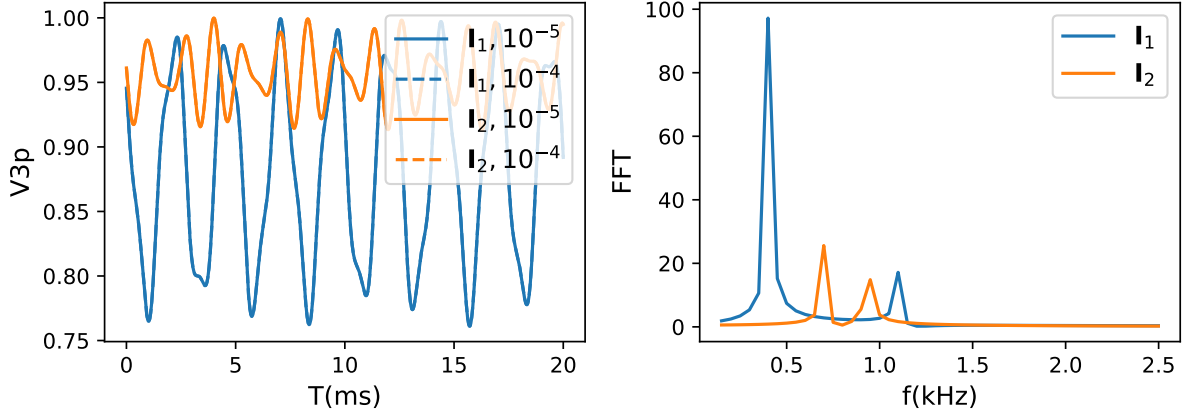 1.00
0.95
0.90
0.85
0.80
0.75
V3p
0
5
10
15
20
T(ms)
I₁, 10⁻⁵
I₁, 10⁻⁴
I₂, 10⁻⁵
I₂, 10⁻⁴
100
80
60
40
20
0
FFT
0.5
1.0
1.5
2.0
2.5
f(kHz)
I₁
I₂